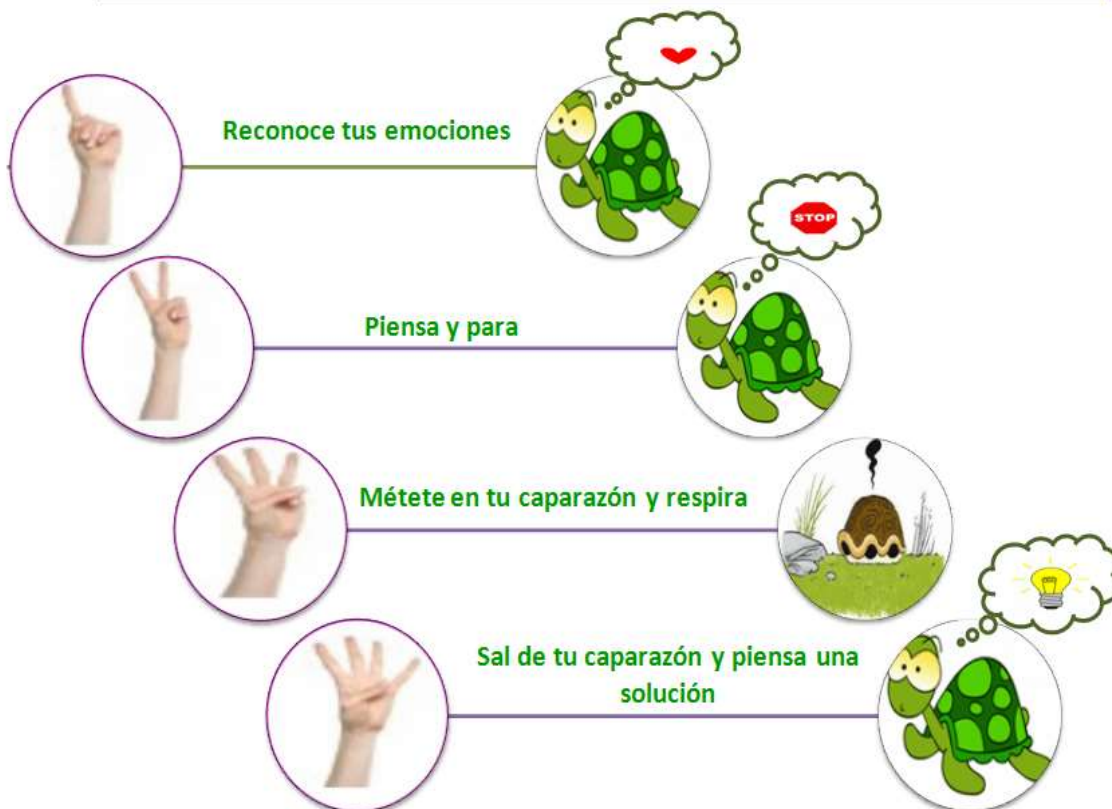 Reconoce tus emociones
STOP
Piensa y para
Métete en tu caparazón y respira
Sal de tu caparazón y piensa una
solución